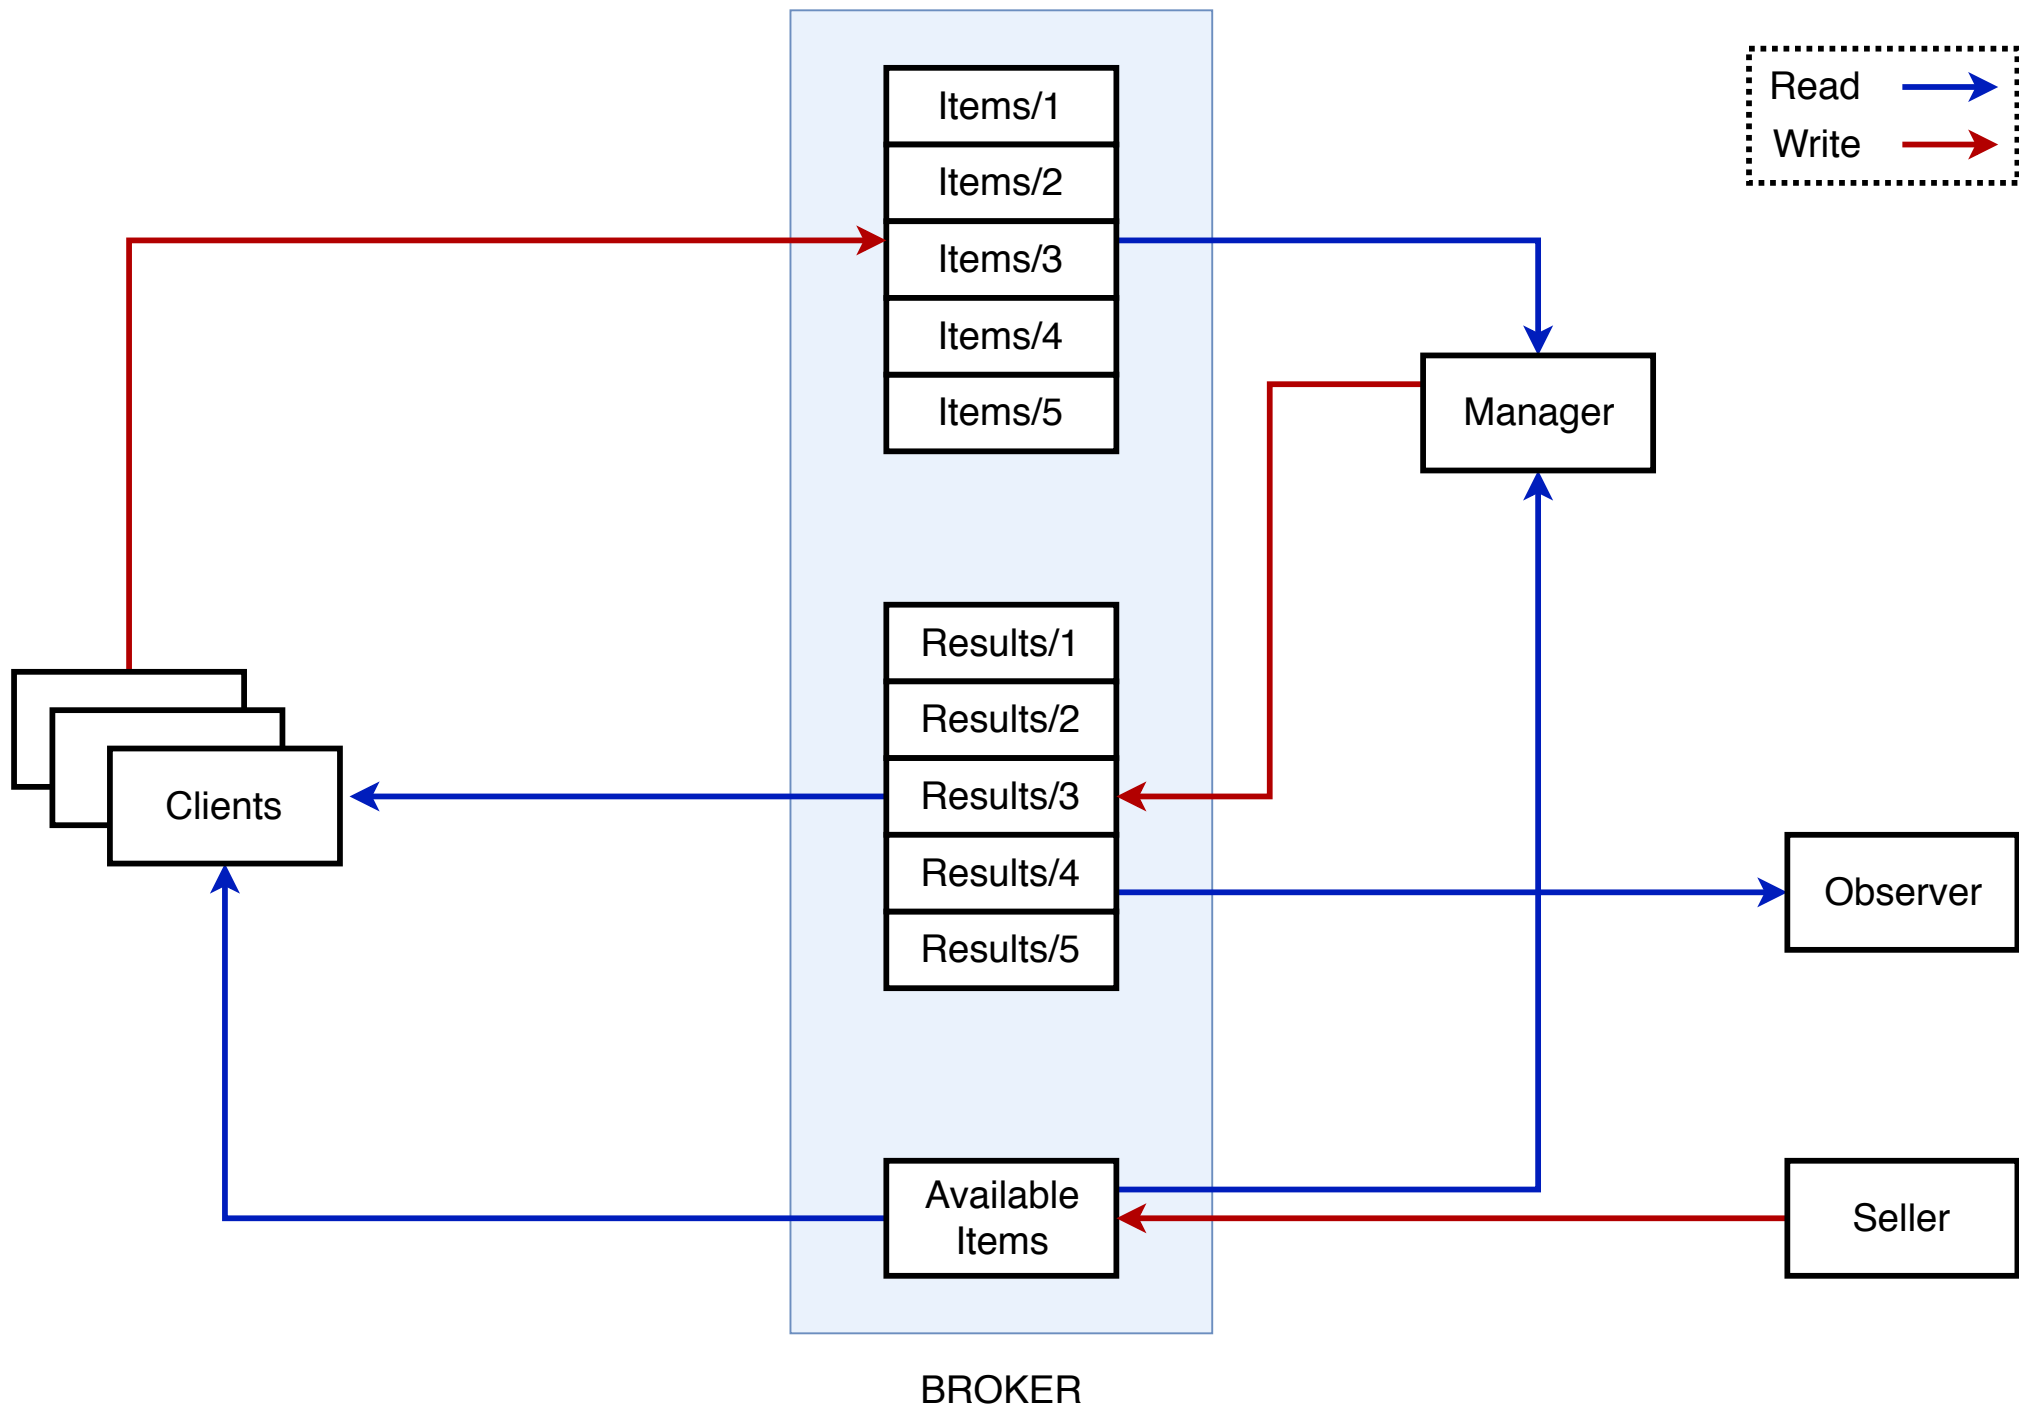 Items/1
Items/2
Items/3
Items/4
Items/5
Read
Write
Manager
Results/1
Results/2
Results/3
Results/4
Results/5
Clients
Observer
Available
Items
Seller
BROKER